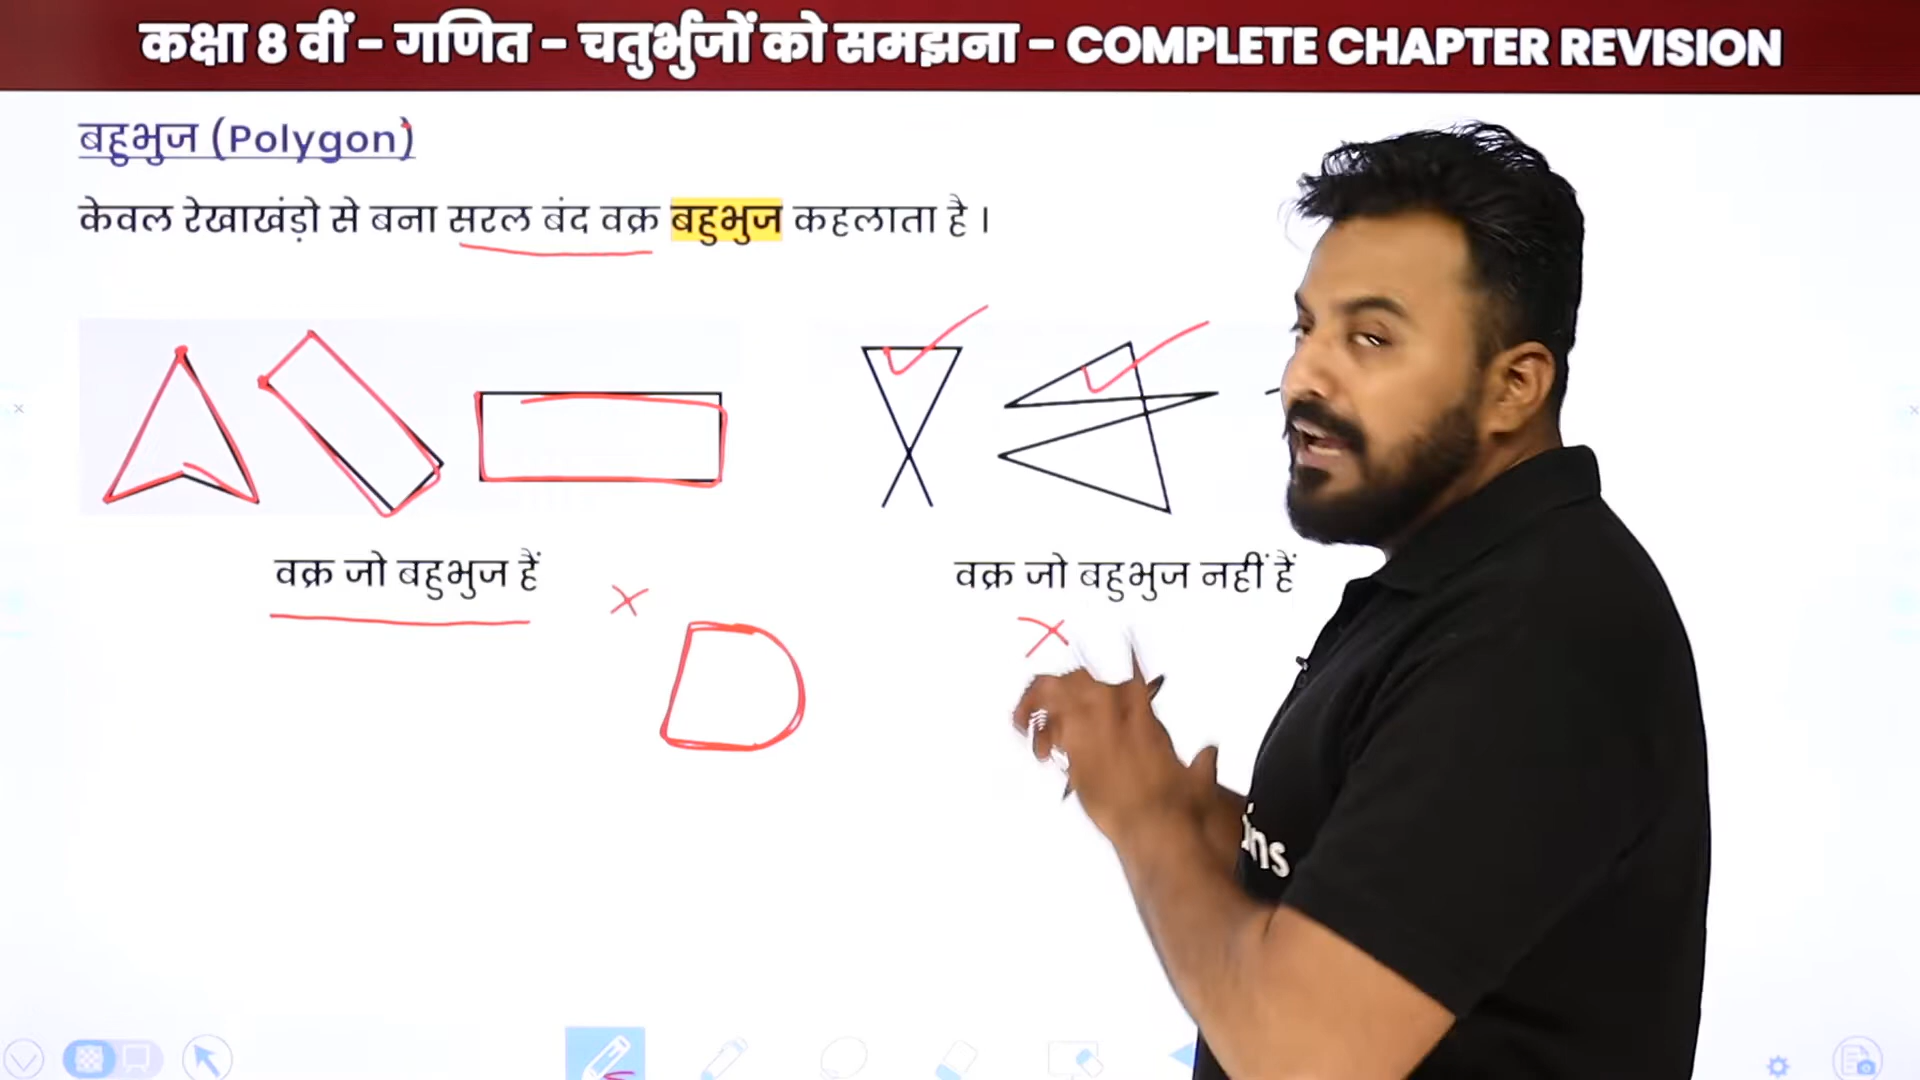 कक्षा 8 वीं - गणित - चतुर्भुजों को समझना - COMPLETE CHAPTER REVISION
बहुभुज (Polygon)
केवल रेखाखंड़ो से बना सरल बंद वक्र बहुभुज कहलाता है ।
वक्र जो बहुभुज हैं
वक्र जो बहुभुज नहीं हैं